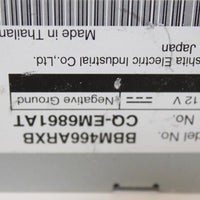 del No. BBM466ARXB
No. CQ-EM6861AT
12 V ⎓ Negative Ground
shita Electric Industrial Co.,Ltd.
Japan
Made in Thailand